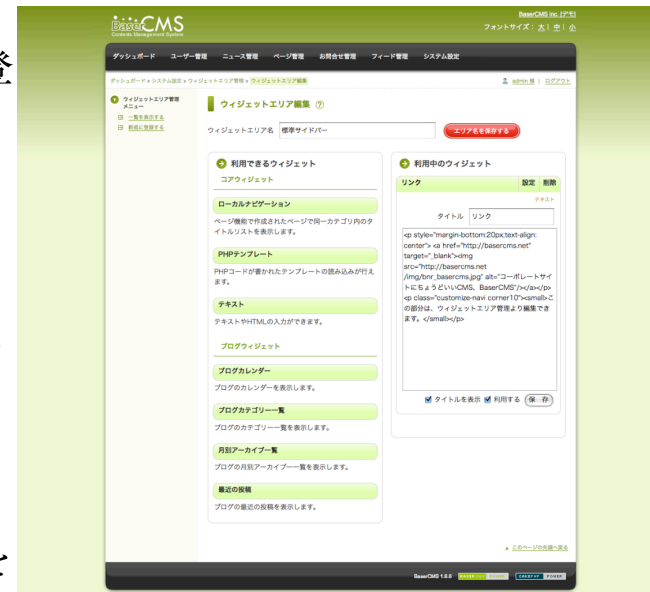 BaserCMS inc. [デモ]
BaserCMS
Contents Management System
フォントサイズ： 大 | 中 | 小
ダッシュボード ユーザー管理 ニュース管理 ページ管理 お問合せ管理 フィード管理 システム設定
ダッシュボード > システム設定 > ウィジェットエリア管理 > ウィジェットエリア編集
admin 様 | ログアウト
ウィジェットエリア管理
メニュー
一覧を表示する
新規に登録する
ウィジェットエリア編集
ウィジェットエリア名 標準サイドバー エリア名を保存する
利用できるウィジェット
コアウィジェット
ローカルナビゲーション
ページ機能で作成されたページで同一カテゴリ内のタ
イトルリストを表示します。
PHPテンプレート
PHPコードが書かれたテンプレートの読み込みが行え
ます。
テキスト
テキストやHTMLの入力ができます。
ブログウィジェット
ブログカレンダー
ブログのカレンダーを表示します。
ブログカテゴリー一覧
ブログのカテゴリー一覧を表示します。
月別アーカイブ一覧
ブログの月別アーカイブ一一覧を表示します。
最近の投稿
ブログの最近の投稿を表示します。
利用中のウィジェット
リンク 設定 削除
テキスト
タイトル リンク
<p style="margin-bottom:20px;text-align:
center"> <a href="http://basercms.net"
target="_blank"><img
src="http://basercms.net
/img/bnr_basercms.jpg" alt="コーポレートサイ
トにちょうどいいCMS、BaserCMS"/></a></p>
<p class="customize-navi corner10"><small>こ
の部分は、ウィジェットエリア管理より編集でき
ます。</small></p>
タイトルを表示 利用する 保 存
このページの先頭へ戻る
BaserCMS 1.6.8
CAKEPHP POWER
登